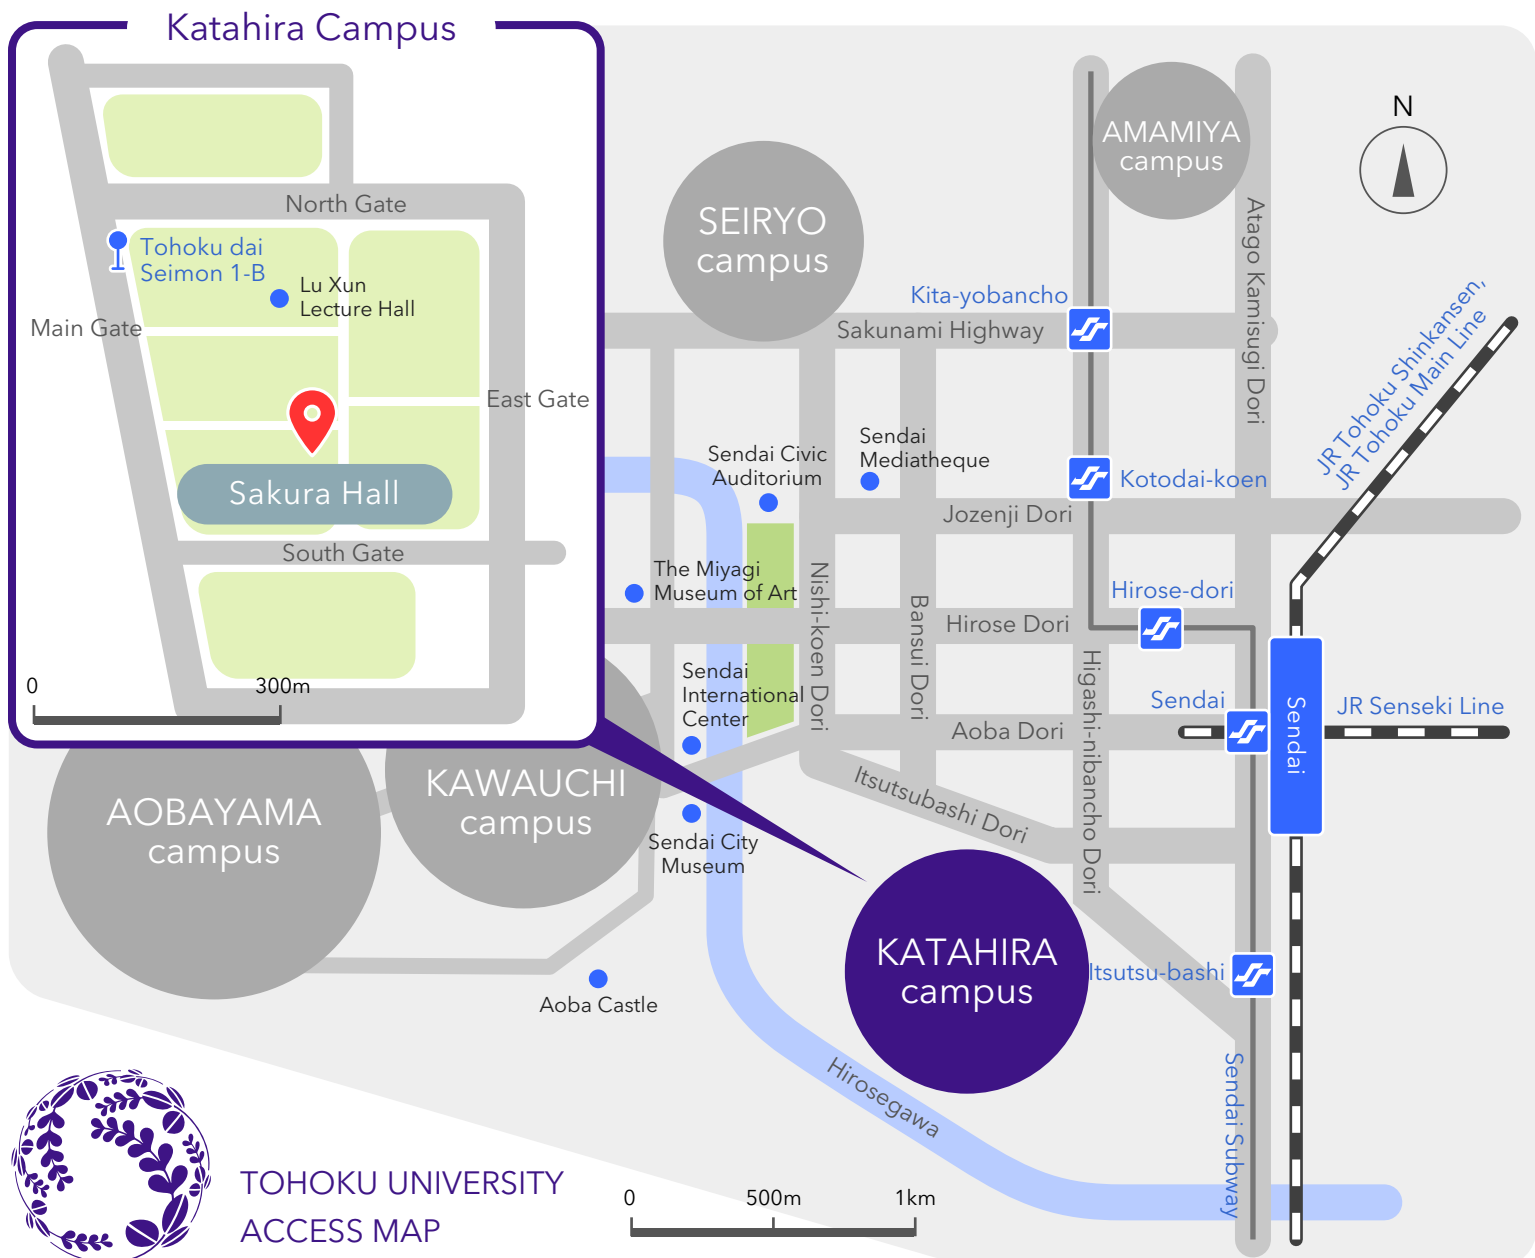 Katahira Campus
North Gate
Tohoku dai
Seimon 1-B
Lu Xun
Lecture Hall
Main Gate
East Gate
Sakura Hall
South Gate
0
300m
AMAMIYA
campus
N
SEIRYO
campus
Atago Kamisugi Dori
Kita-yobancho
Sakunami Highway
JR Tohoku Shinkansen,
JR Tohoku Main Line
Sendai Civic
Auditorium
Sendai
Mediatheque
Kotodai-koen
Jozenji Dori
The Miyagi
Museum of Art
Nishi-koen Dori
Bansui Dori
Hirose-dori
Hirose Dori
Higashi-nibancho Dori
Sendai
International
Center
Sendai
Sendai
JR Senseki Line
Aoba Dori
Itsutsubashi Dori
AOBAYAMA
campus
KAWAUCHI
campus
Sendai City
Museum
KATAHIRA
campus
Itsutsu-bashi
Aoba Castle
Hirosegawa
Sendai Subway
TOHOKU UNIVERSITY
ACCESS MAP
0
500m
1km